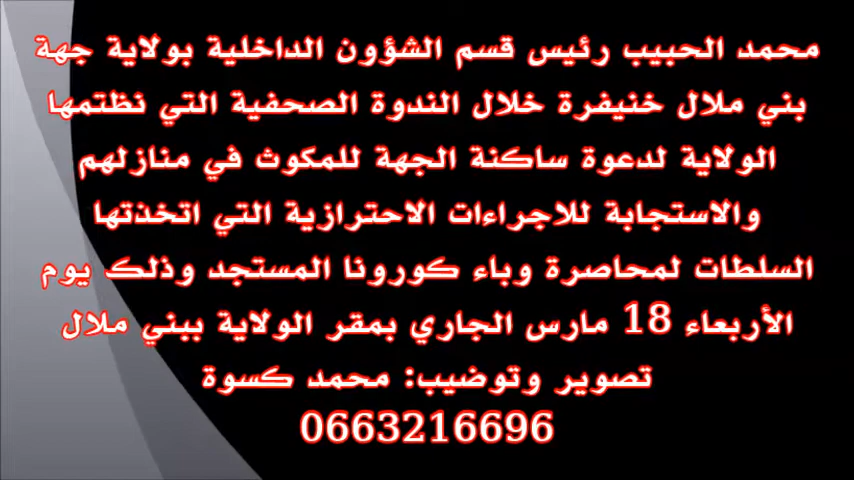 محمد الحبيب رئيس قسم الشؤون الداخلية بولاية جهة
بني ملال خنيفرة خلال الندوة الصحفية التي نظتمها
الولاية لدعوة ساكنة الجهة للمكوث في منازلهم
والاستجابة للاجراءات الاحترازية التي اتخذتها
السلطات لمحاصرة وباء كورونا المستجد وذلك يوم
الأربعاء 18 مارس الجاري بمقر الولاية ببني ملال
تصوير وتوضيب: محمد كسوة
0663216696